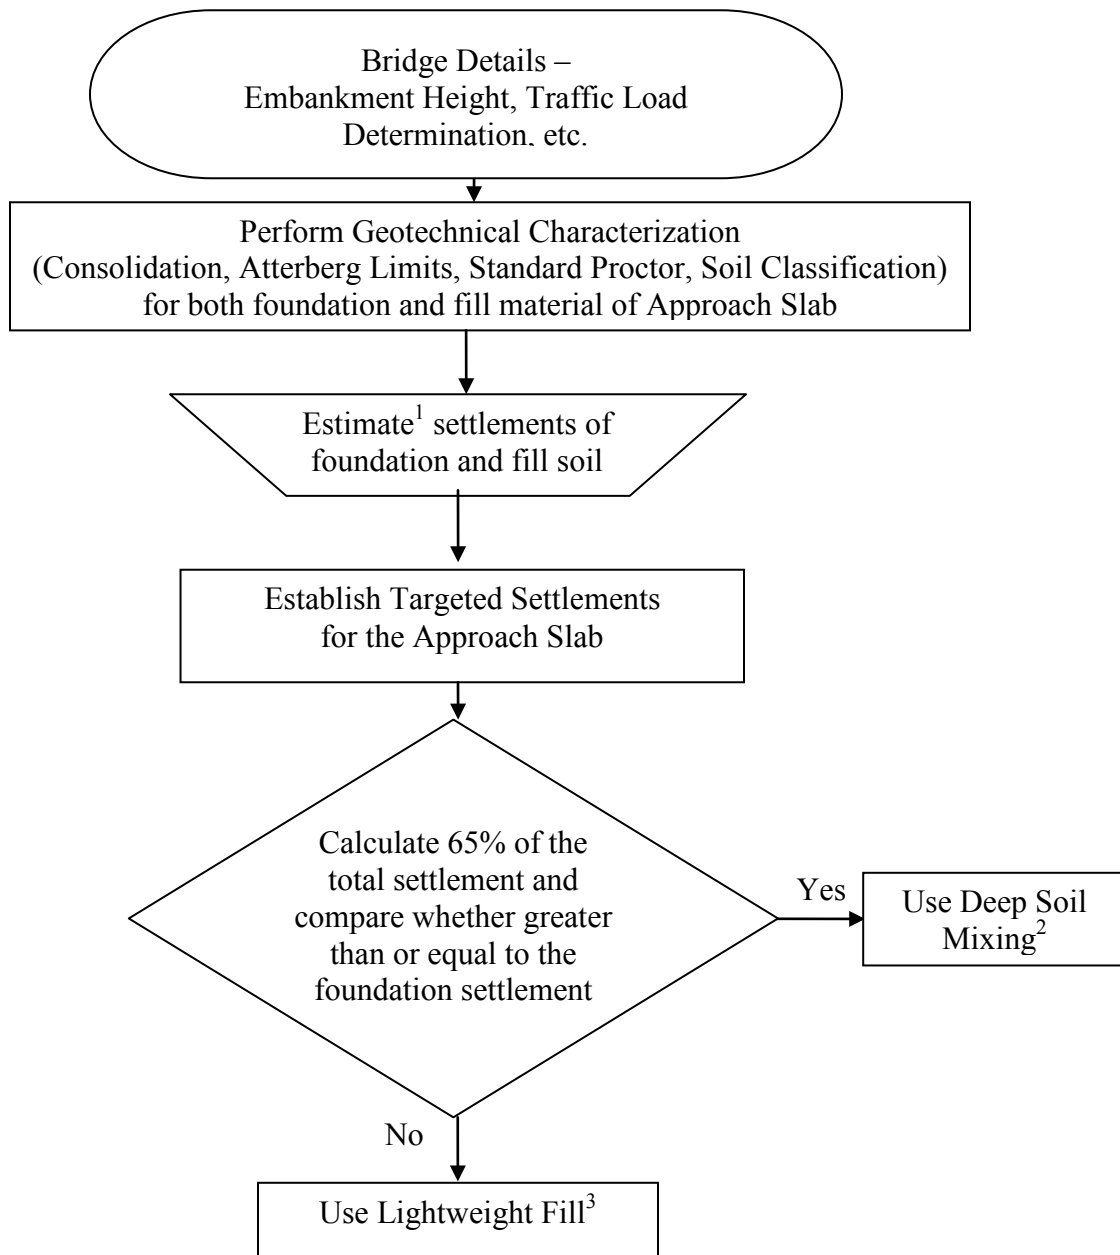 Bridge Details –
Embankment Height, Traffic Load
Determination, etc.
Perform Geotechnical Characterization
(Consolidation, Atterberg Limits, Standard Proctor, Soil Classification)
for both foundation and fill material of Approach Slab
Estimate¹ settlements of
foundation and fill soil
Establish Targeted Settlements
for the Approach Slab
Calculate 65% of the
total settlement and
compare whether greater
than or equal to the
foundation settlement
Yes
Use Deep Soil
Mixing²
No
Use Lightweight Fill³